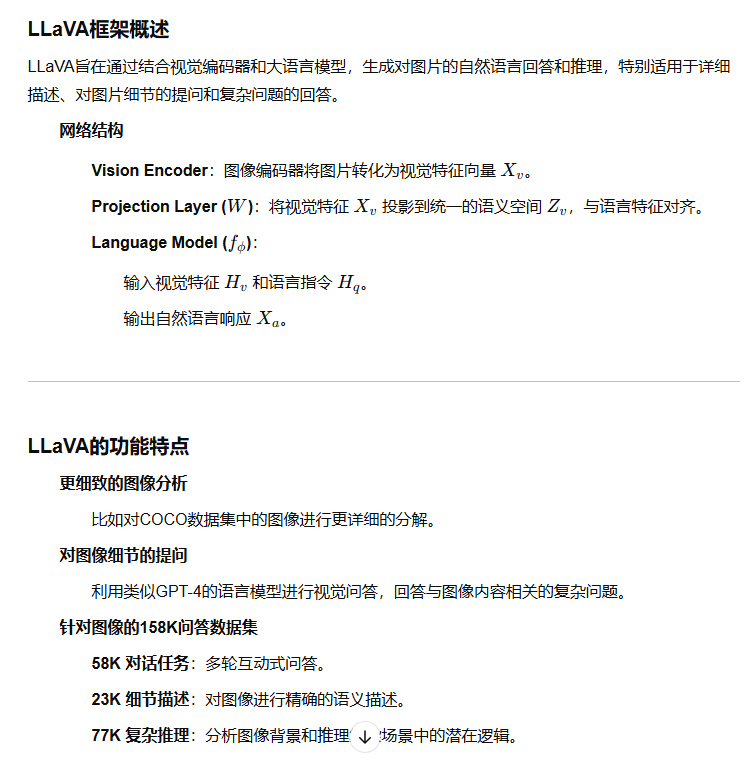 LLaVA框架概述
LLaVA旨在通过结合视觉编码器和大语言模型，生成对图片的自然语言回答和推理，特别适用于详细
描述、对图片细节的提问和复杂问题的回答。
网络结构
Vision Encoder：图像编码器将图片转化为视觉特征向量 Xᵥ。
Projection Layer (W)：将视觉特征 Xᵥ 投影到统一的语义空间 Zᵥ，与语言特征对齐。
Language Model (f_ϕ)：
输入视觉特征 Hᵥ 和语言指令 H_q。
输出自然语言响应 Xₐ。
LLaVA的功能特点
更细致的图像分析
比如对COCO数据集中的图像进行更详细的分解。
对图像细节的提问
利用类似GPT-4的语言模型进行视觉问答，回答与图像内容相关的复杂问题。
针对图像的158K问答数据集
58K 对话任务：多轮互动式问答。
23K 细节描述：对图像进行精确的语义描述。
77K 复杂推理：分析图像背景和推理场景中的潜在逻辑。